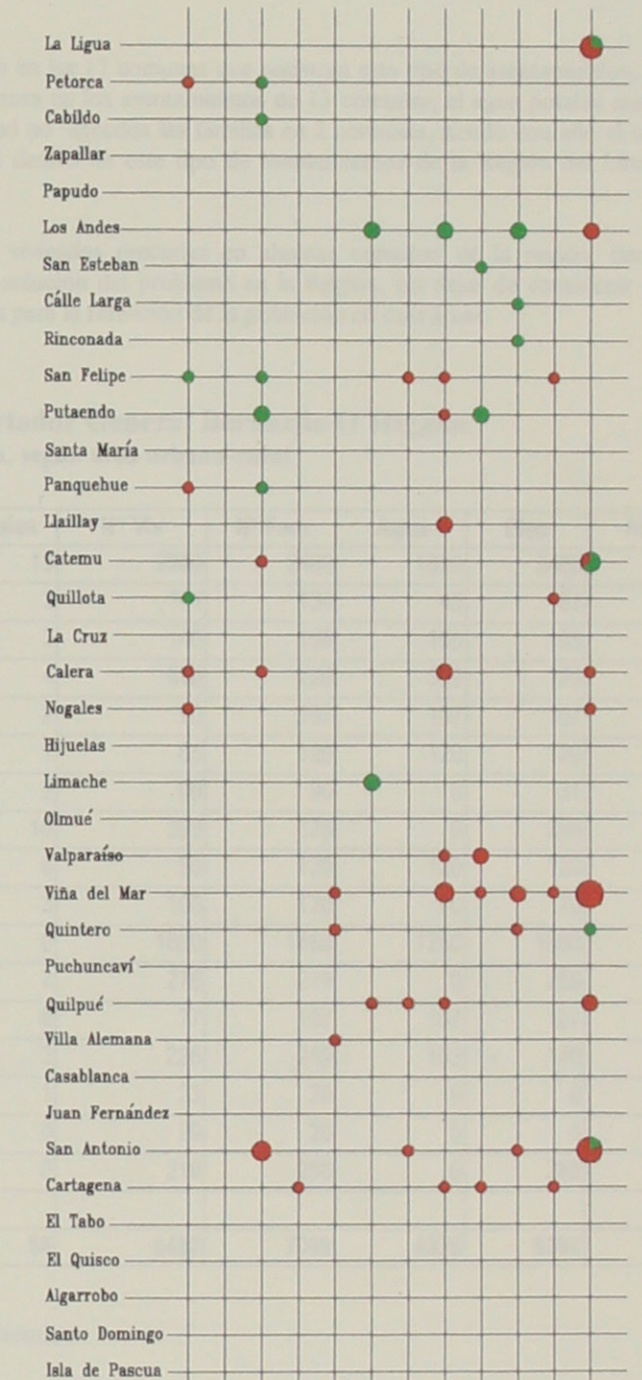 La Ligua
Petorca
Cabildo
Zapallar
Papudo
Los Andes
San Esteban
Cálle Larga
Rinconada
San Felipe
Putaendo
Santa María
Panquehue
Llaillay
Catemu
Quillota
La Cruz
Calera
Nogales
Hijuelas
Limache
Olmué
Valparaíso
Viña del Mar
Quintero
Puchuncaví
Quilpué
Villa Alemana
Casablanca
Juan Fernández
San Antonio
Cartagena
El Tabo
El Quisco
Algarrobo
Santo Domingo
Isla de Pascua